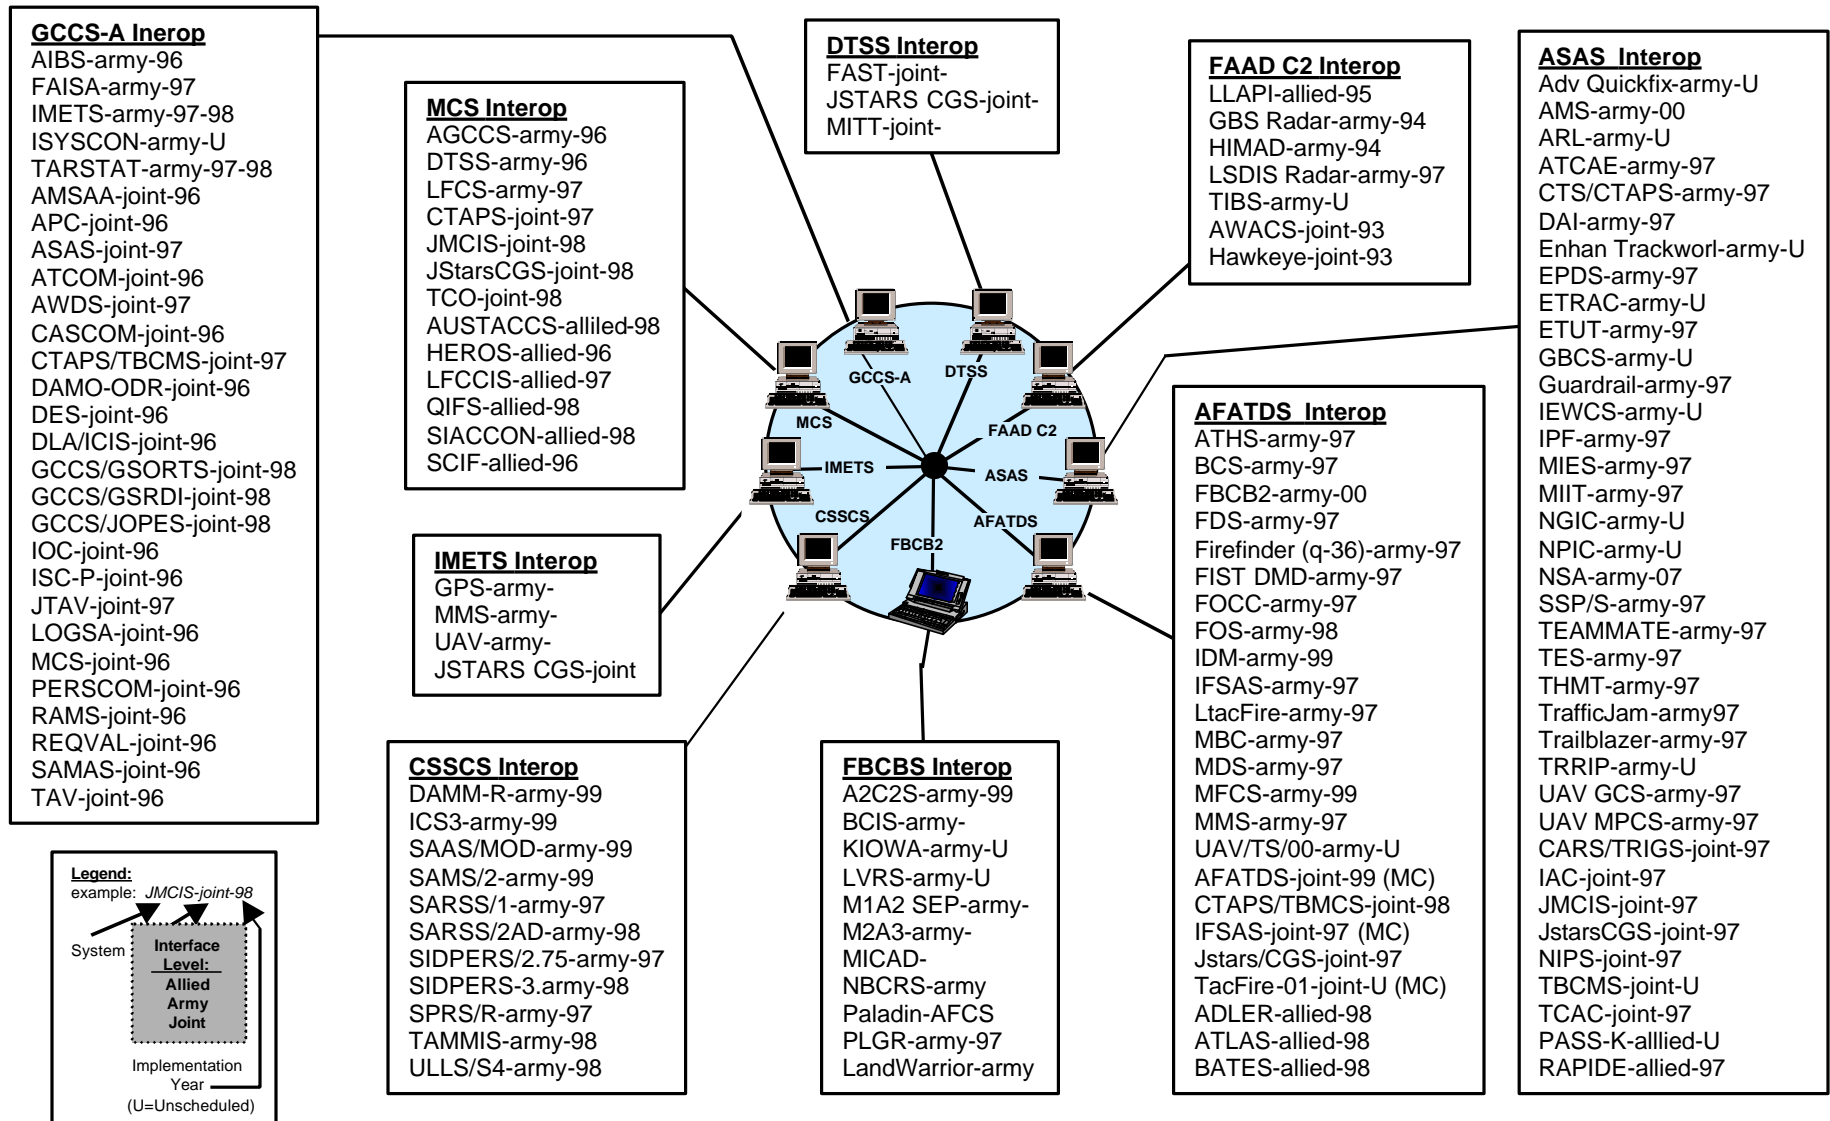 GCCS-A Inerop
AIBS-army-96
FAISA-army-97
IMETS-army-97-98
ISYSCON-army-U
TARSTAT-army-97-98
AMSAA-joint-96
APC-joint-96
ASAS-joint-97
ATCOM-joint-96
AWDS-joint-97
CASCOM-joint-96
CTAPS/TBCMS-joint-97
DAMO-ODR-joint-96
DES-joint-96
DLA/ICIS-joint-96
GCCS/GSORTS-joint-98
GCCS/GSRDI-joint-98
GCCS/JOPES-joint-98
IOC-joint-96
ISC-P-joint-96
JTAV-joint-97
LOGSA-joint-96
MCS-joint-96
PERSCOM-joint-96
RAMS-joint-96
REQVAL-joint-96
SAMAS-joint-96
TAV-joint-96
Legend:
example: JMCIS-joint-98
System
Interface
Level:
Allied
Army
Joint
Implementation
Year
(U=Unscheduled)
MCS Interop
AGCCS-army-96
DTSS-army-96
LFCS-army-97
CTAPS-joint-97
JMCIS-joint-98
JStarsCGS-joint-98
TCO-joint-98
AUSTACCS-alliled-98
HEROS-allied-96
LFCCIS-allied-97
QIFS-allied-98
SIACCON-allied-98
SCIF-allied-96
IMETS Interop
GPS-army-
MMS-army-
UAV-army-
JSTARS CGS-joint
CSSCS Interop
DAMM-R-army-99
ICS3-army-99
SAAS/MOD-army-99
SAMS/2-army-99
SARSS/1-army-97
SARSS/2AD-army-98
SIDPERS/2.75-army-97
SIDPERS-3.army-98
SPRS/R-army-97
TAMMIS-army-98
ULLS/S4-army-98
DTSS Interop
FAST-joint-
JSTARS CGS-joint-
MITT-joint-
GCCS-A
DTSS
MCS
FAAD C2
IMETS
ASAS
CSSCS
AFATDS
FBCB2
FBCBS Interop
A2C2S-army-99
BCIS-army-
KIOWA-army-U
LVRS-army-U
M1A2 SEP-army-
M2A3-army-
MICAD-
NBCRS-army
Paladin-AFCS
PLGR-army-97
LandWarrior-army
FAAD C2 Interop
LLAPI-allied-95
GBS Radar-army-94
HIMAD-army-94
LSDIS Radar-army-97
TIBS-army-U
AWACS-joint-93
Hawkeye-joint-93
AFATDS Interop
ATHS-army-97
BCS-army-97
FBCB2-army-00
FDS-army-97
Firefinder (q-36)-army-97
FIST DMD-army-97
FOCC-army-97
FOS-army-98
IDM-army-99
IFSAS-army-97
LtacFire-army-97
MBC-army-97
MDS-army-97
MFCS-army-99
MMS-army-97
UAV/TS/00-army-U
AFATDS-joint-99 (MC)
CTAPS/TBMCS-joint-98
IFSAS-joint-97 (MC)
Jstars/CGS-joint-97
TacFire-01-joint-U (MC)
ADLER-allied-98
ATLAS-allied-98
BATES-allied-98
ASAS Interop
Adv Quickfix-army-U
AMS-army-00
ARL-army-U
ATCAE-army-97
CTS/CTAPS-army-97
DAI-army-97
Enhan Trackworl-army-U
EPDS-army-97
ETRAC-army-U
ETUT-army-97
GBCS-army-U
Guardrail-army-97
IEWCS-army-U
IPF-army-97
MIES-army-97
MIIT-army-97
NGIC-army-U
NPIC-army-U
NSA-army-07
SSP/S-army-97
TEAMMATE-army-97
TES-army-97
THMT-army-97
TrafficJam-army97
Trailblazer-army-97
TRRIP-army-U
UAV GCS-army-97
UAV MPCS-army-97
CARS/TRIGS-joint-97
IAC-joint-97
JMCIS-joint-97
JstarsCGS-joint-97
NIPS-joint-97
TBCMS-joint-U
TCAC-joint-97
PASS-K-alllied-U
RAPIDE-allied-97